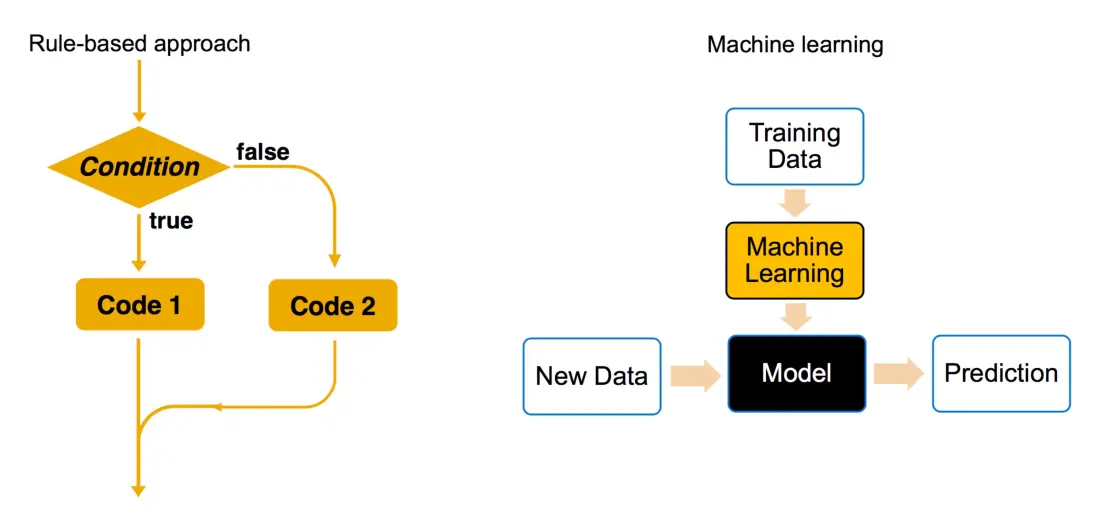 Rule-based approach
Condition
false
true
Code 1
Code 2
Machine learning
Training
Data
Machine
Learning
New Data
Model
Prediction